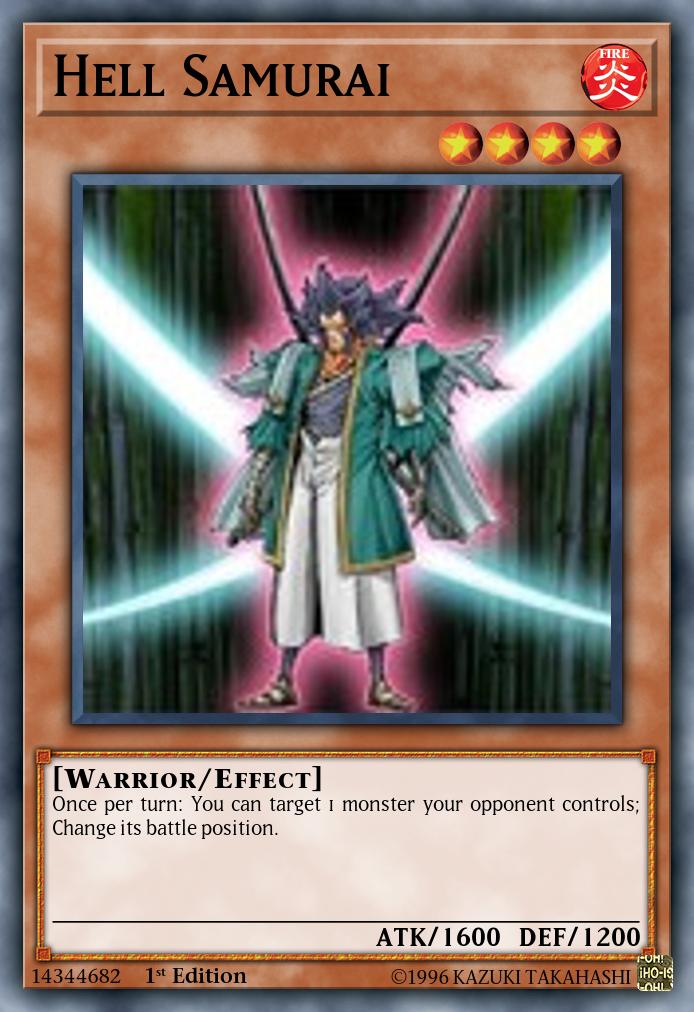 Hell Samurai
FIRE
炎
[Warrior/Effect]
Once per turn: You can target 1 monster your opponent controls;
Change its battle position.
ATK/1600 DEF/1200
14344682 1st Edition ©1996 KAZUKI TAKAHASHI